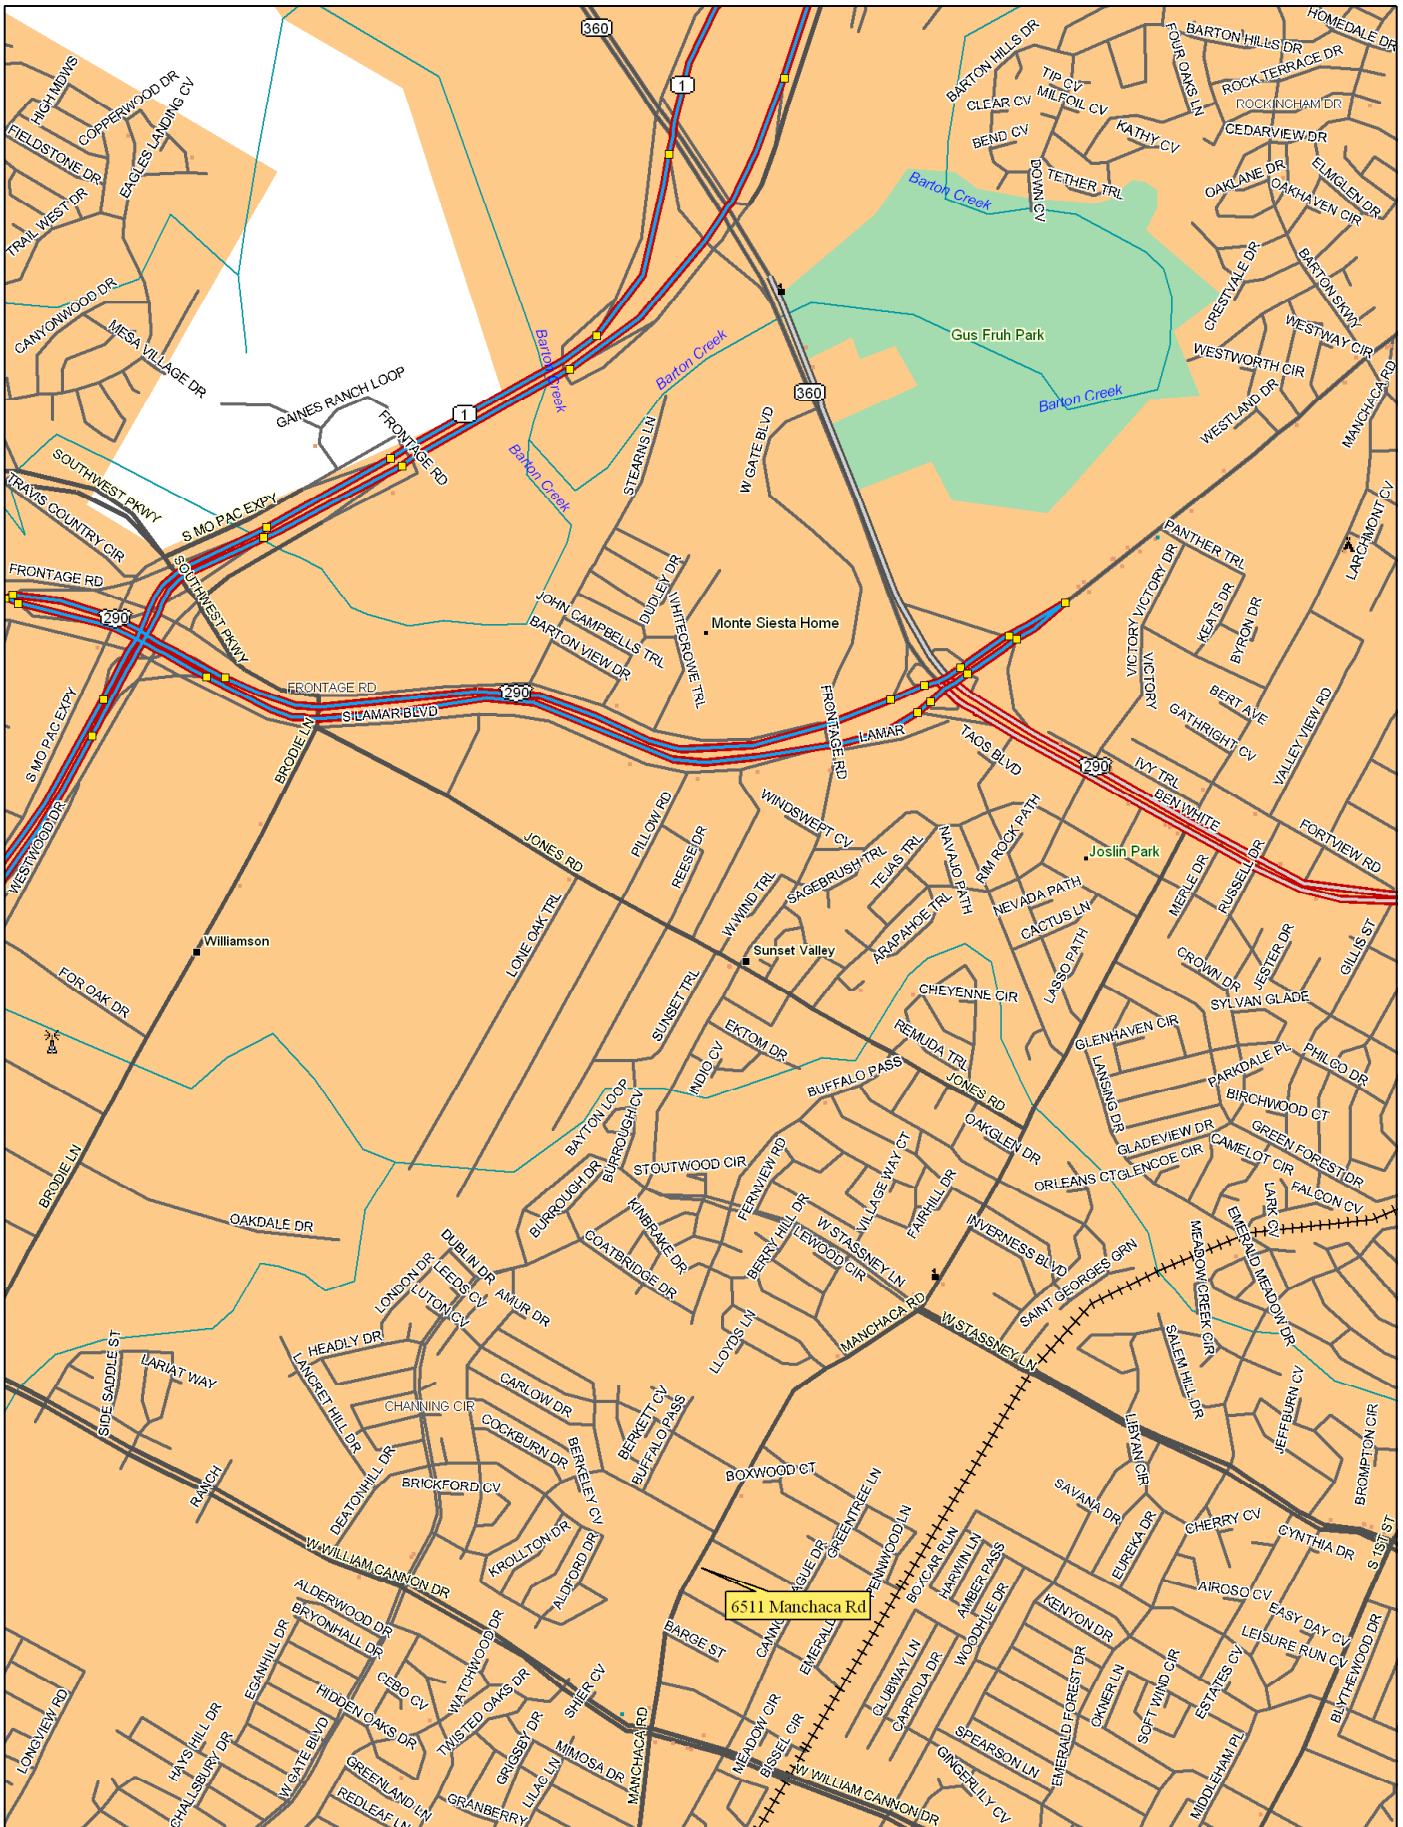 360
1
HOMEDALE DR
BARTON HILLS DR
FOUR OAKS LN
BARTON HILLS DR
ROCK TERRACE DR
HIGH MDWS
COPPERWOOD DR
EAGLES LANDING CV
TIP CV
MILFOIL CV
CLEAR CV
ROCKINGHAM DR
FIELDSTONE DR
BEND CV
KATHY CV
CEDARVIEW DR
TRAIL WEST DR
Barton Creek
DOWN CV
TETHER TRL
OAKLANE DR
ELMGLEN DR
OAKHAVEN CIR
CANYONWOOD DR
MESA VILLAGE DR
CRESTVALE DR
BARTON SKWY
Gus Fruh Park
WESTWAY CIR
WESTWORTH CIR
Barton Creek
Barton Creek
GAINES RANCH LOOP
1
360
Barton Creek
WESTLAND DR
MANCHACA RD
FRONTAGE RD
STEARNS LN
W GATE BLVD
Barton Creek
SOUTHWEST PKWY
TRAVIS COUNTRY CIR
S MO PAC EXPY
LARCHMONT CV
PANTHER TRL
FRONTAGE RD
SOUTHWEST PKWY
290
DUDLEY DR
JOHN CAMPBELLS TRL
WHITECROWE TRL
BARTON VIEW DR
Monte Siesta Home
VICTORY VICTORY DR
KEATS DR
BYRON DR
VICTORY
FRONTAGE RD
290
S LAMAR BLVD
S MO PAC EXPY
BRODIE LN
FRONTAGE RD
LAMAR
TAOS BLVD
BERT AVE
GATHRIGHT CV
VALLEY VIEW RD
290
IVY TRL
BEN WHITE
WESTWOOD DR
JONES RD
PILLOW RD
REESE DR
WINDSWEPT CV
SAGEBRUSH TRL
TEJAS TRL
NAVAJO PATH
RIM ROCK PATH
Joslin Park
FORTVIEW RD
MERLE DR
RUSSELL DR
NEVADA PATH
CACTUS LN
W.WIND TRL
ARAPAHOE TRL
LONE OAK TRL
Williamson
Sunset Valley
LASSO PATH
CROWN DR
JESTER DR
GILLIS ST
FOR OAK DR
SUNSET TRL
CHEYENNE CIR
SYLVAN GLADE
EKTOM DR
REMUDA TRL
GLENHAVEN CIR
INDIO CV
BUFFALO PASS
JONES RD
LANSING DR
PARKDALE PL
PHILCO DR
BIRCHWOOD CT
BAYTON LOOP
BURROUGH CV
OAKGLEN DR
GLADEVIEW DR
GREEN FOREST DR
CAMELOT CIR
BRODIE LN
BURROUGH DR
STOUTWOOD CIR
FERNVIEW RD
VILLAGE WAY CT
FAIRHILL DR
ORLEANS CT
GLENCOE CIR
FALCON CV
LARK CV
OAKDALE DR
KINBRAKE DR
COATBRIDGE DR
BERRY HILL DR
W STASSNEY LN
LEWOOD CIR
INVERNESS BLVD
SAINT GEORGES GRN
MEADOW CREEK CIR
EMERALD MEADOW DR
DUBLIN DR
LONDON DR
LEEDS CV
LUTON CV
AMUR DR
LLOYDS LN
MANCHACA RD
W STASSNEY LN
HEADLY DR
SIDE SADDLE ST
LARIAT WAY
LANCRET HILL DR
SALEM HILL DR
CHANNING CIR
CARLOW DR
BERKETT CV
BUFFALO PASS
COCKBURN DR
BERKELEY CV
LIBYAN CIR
JEFFBURN CV
BROMPTON CIR
RANCH
DEATONHILL DR
BRICKFORD CV
BOXWOOD CT
GREENTREE LN
SAVANA DR
CHERRY CV
CYNTHIA DR
S 1ST ST
KROLLTON DR
ALDFORD DR
W WILLIAM CANNON DR
PENNWOOD LN
BOXCAR RUN
HARWIN LN
AMBER PASS
WOODHUE DR
EUREKA DR
AIROSO CV
6511 Manchaca Rd
ALDERWOOD DR
BRYONHALL DR
EGANHILL DR
BARGE ST
KENYON DR
EASY DAY CV
LEISURE RUN CV
BLYTHEWOOD DR
CEBO CV
WATCHWOOD DR
HIDDEN OAKS DR
TWISTED OAKS DR
SHIER CV
CLUBWAY LN
CAPRIOLA DR
EMERALD FOREST DR
OKNER LN
SOFT WIND CIR
ESTATES CV
LONGVIEW RD
HAYS HILL DR
CHALLSBURY DR
W GATE BLVD
GREENLAND LN
REDLEAF LN
GRANBERRY
GRIGSBY DR
LILAC LN
MIMOSA DR
MANCHACA RD
MEADOW CIR
BISSEL CIR
W WILLIAM CANNON DR
SPEARSON LN
GINGERLILY CV
MIDDLEHAM PL